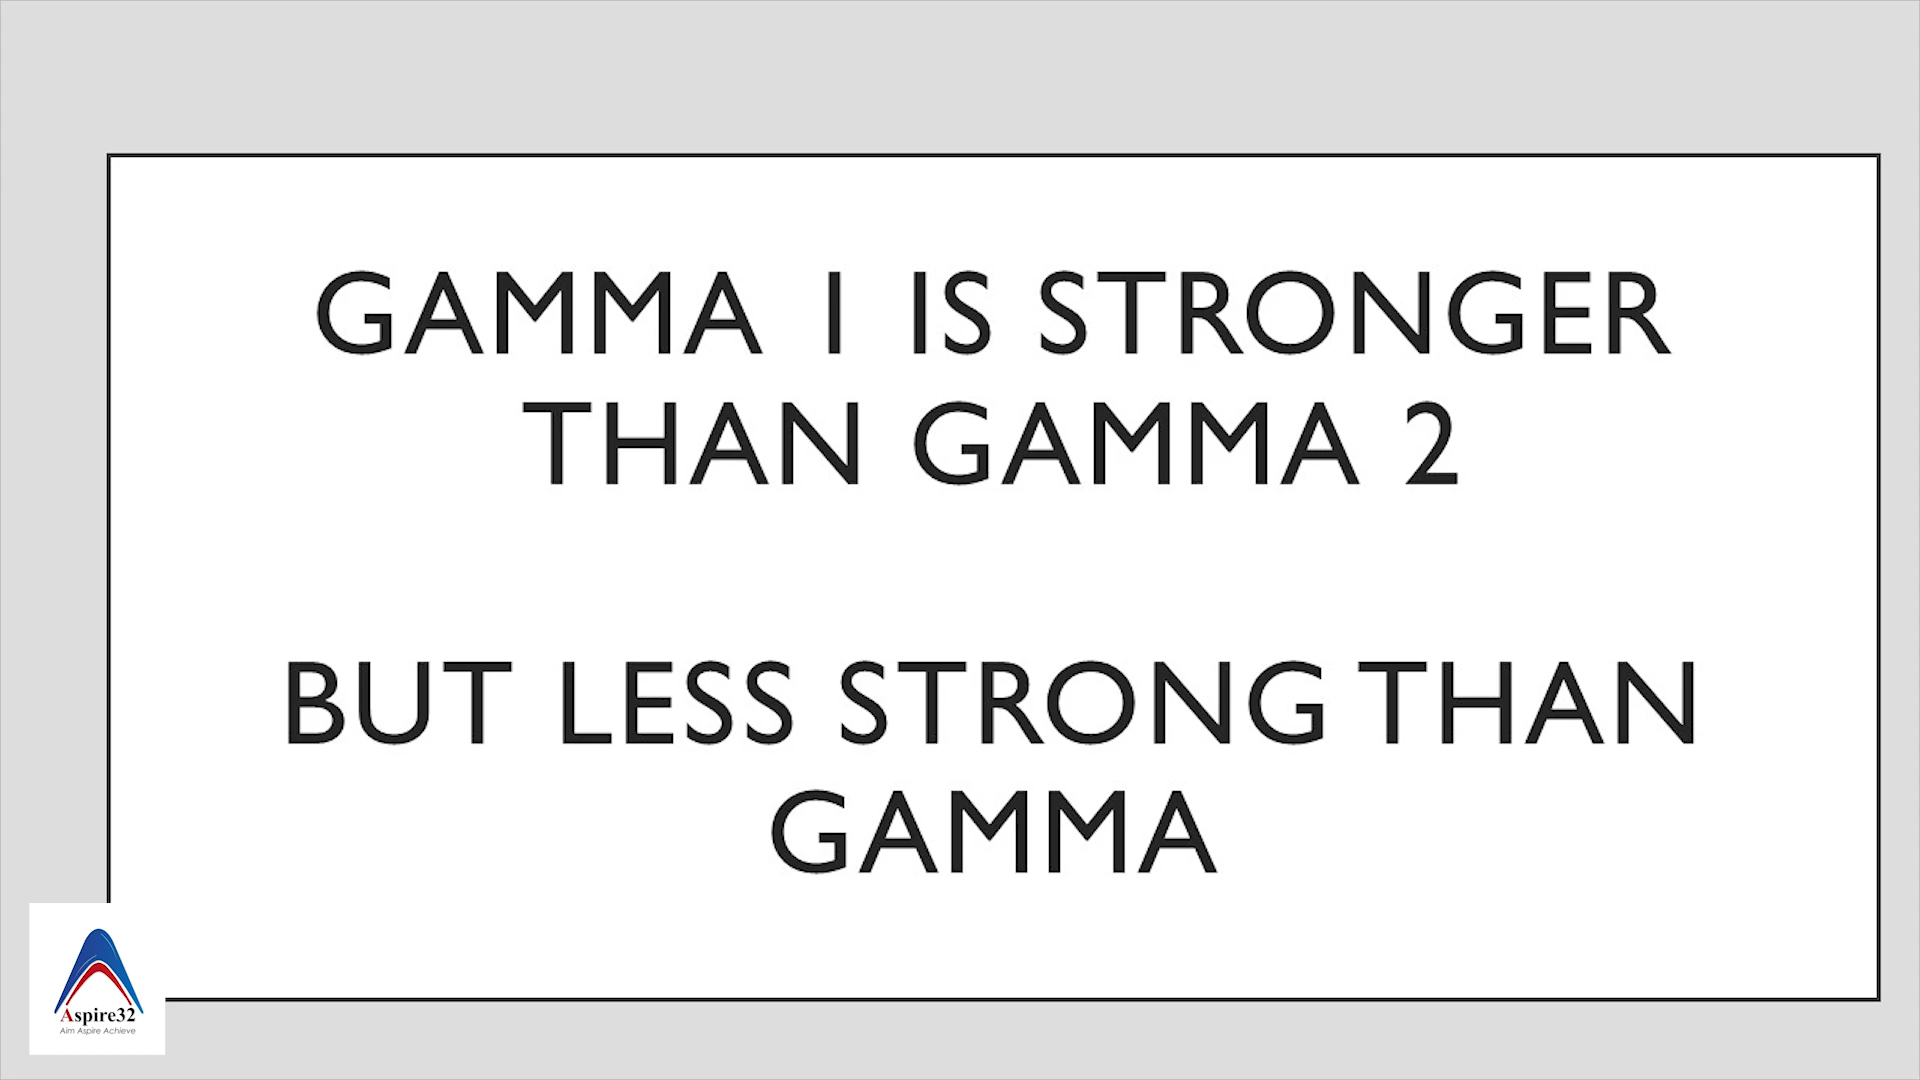 GAMMA 1 IS STRONGER
THAN GAMMA 2
BUT LESS STRONG THAN
GAMMA
Aspire32
Aim Aspire Achieve